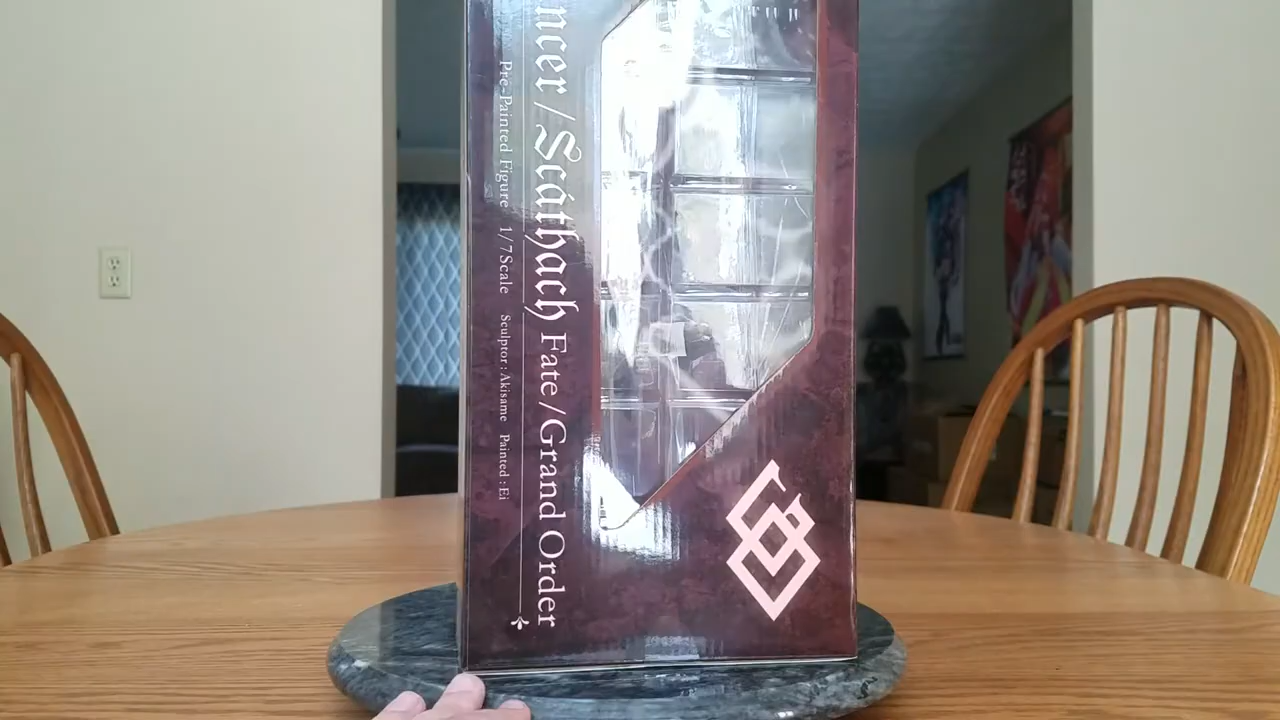 ncer / Scáthach Fate/Grand Order
Pre-Painted Figure 1/7Scale Sculptor : Akisame Painted : Ei